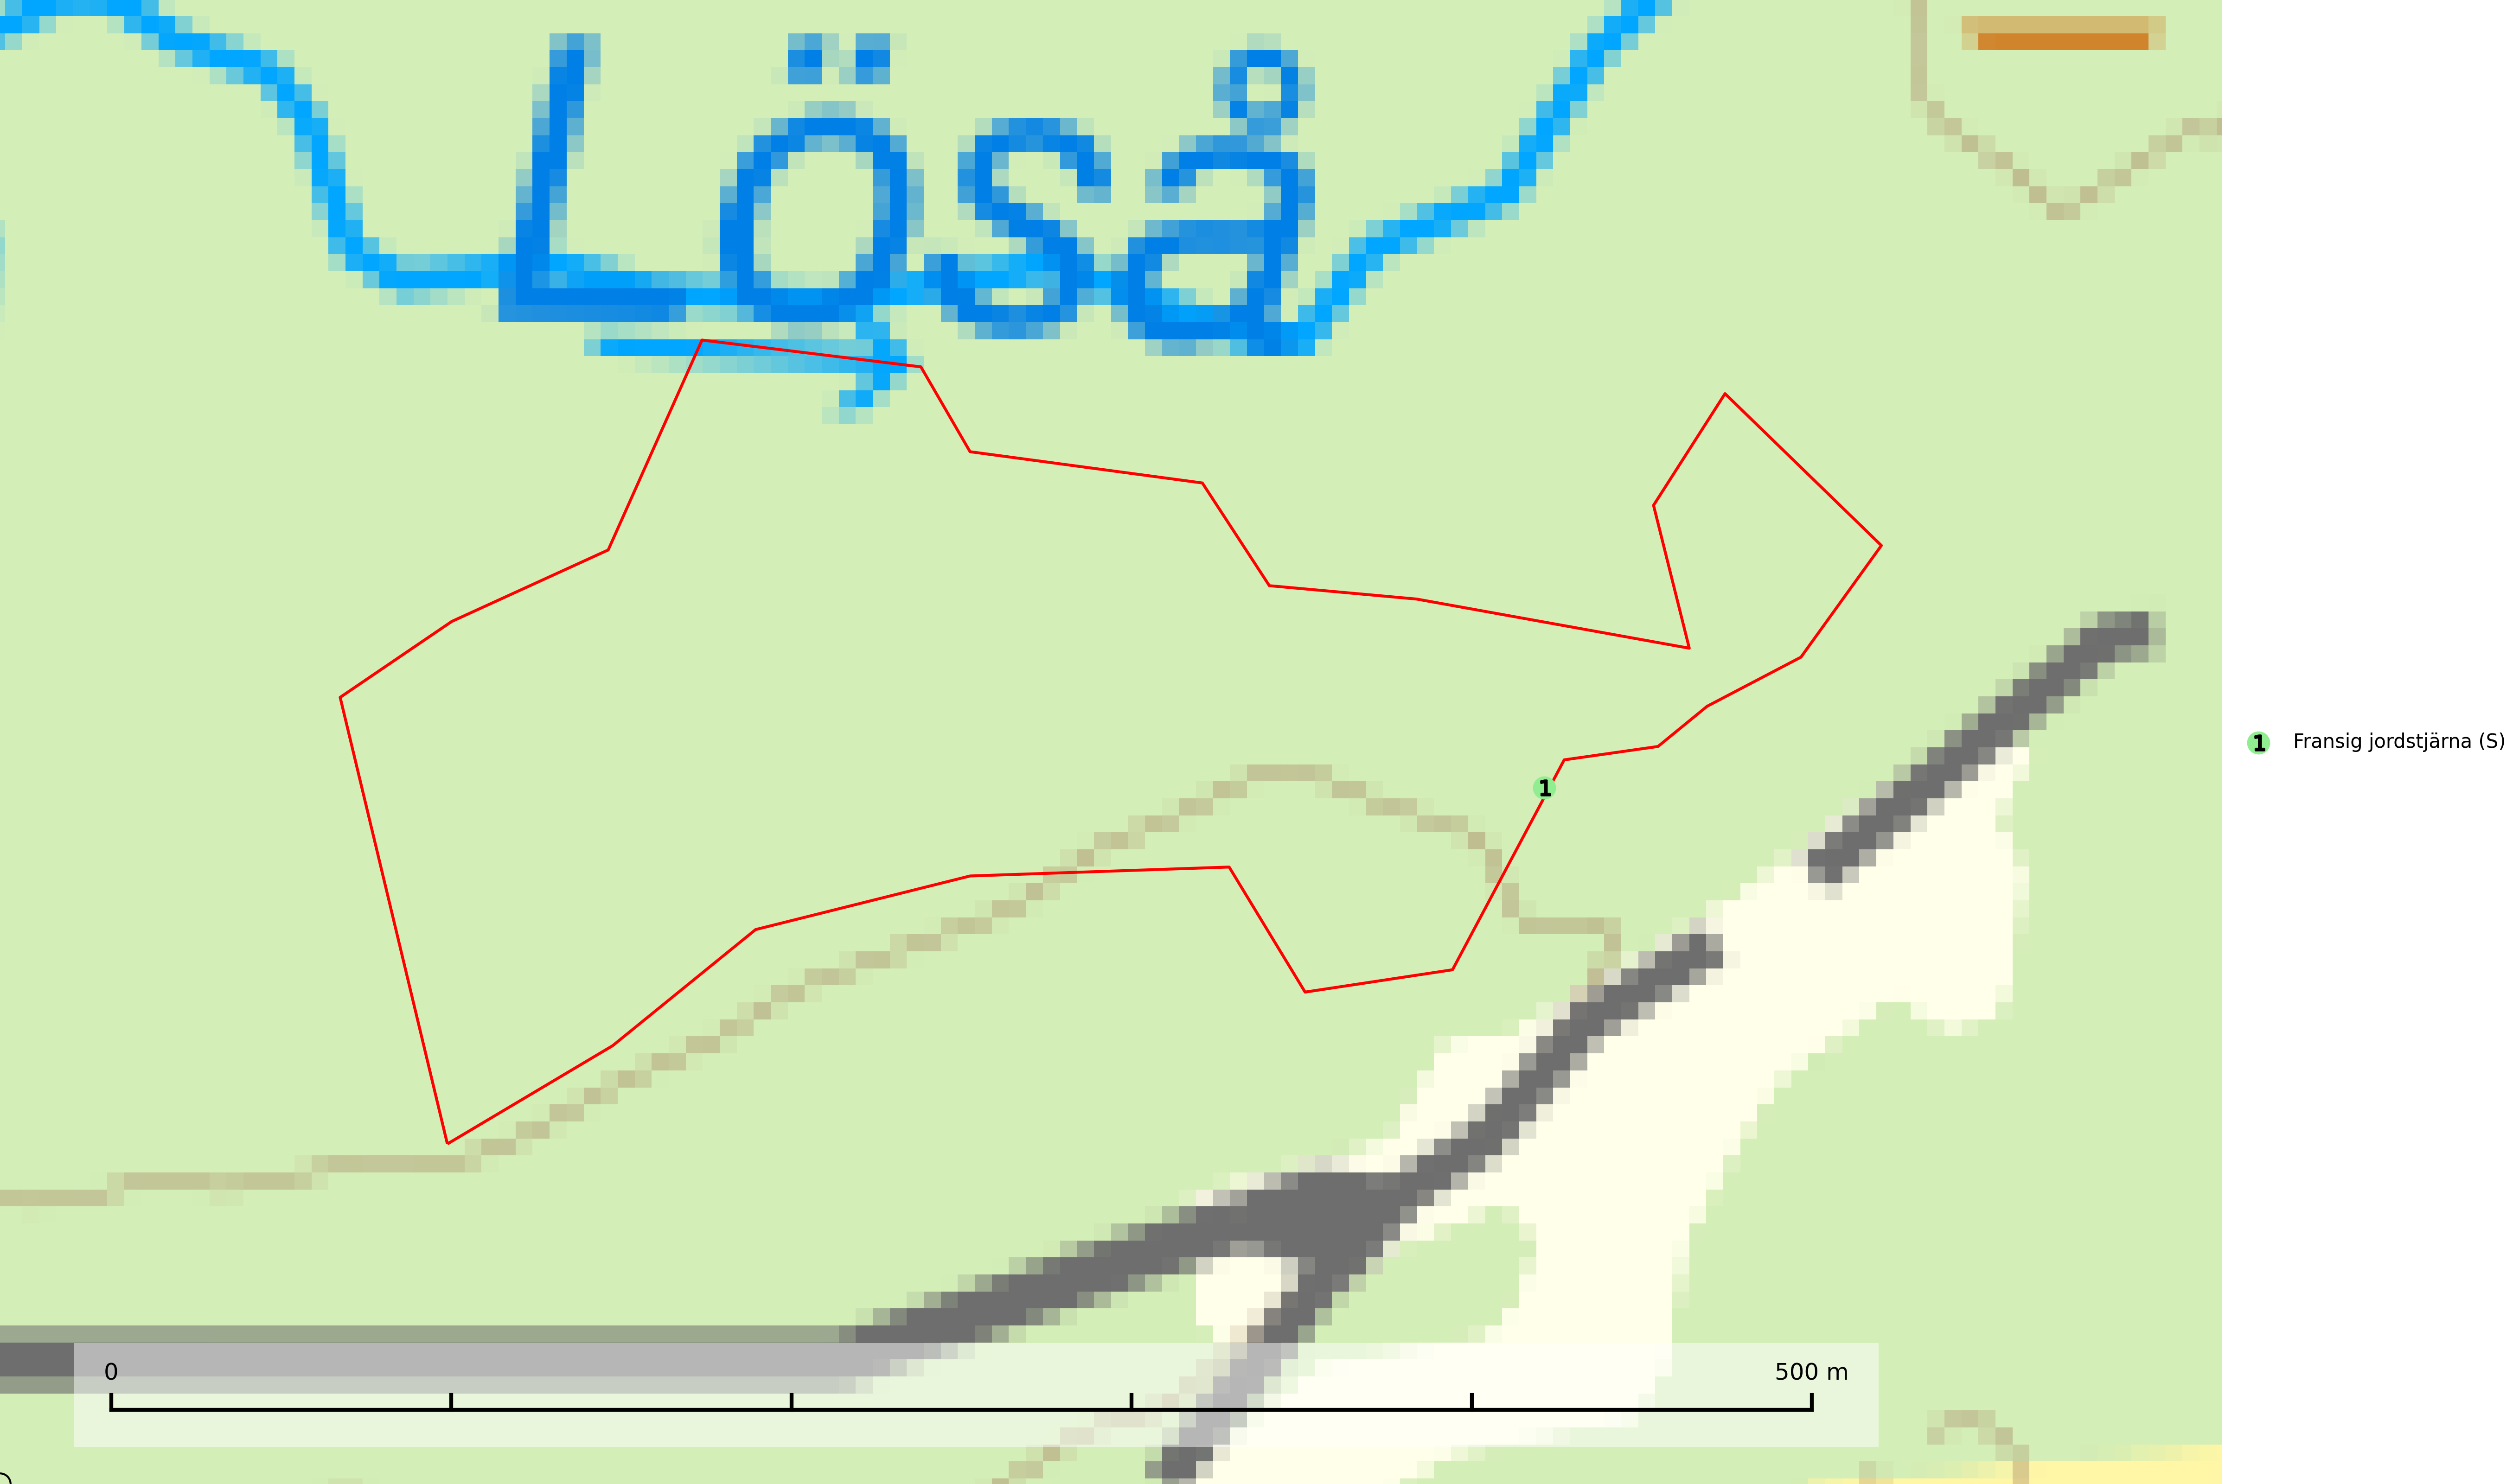 Löså
1
1 Fransig jordstjärna (S)
0 500 m